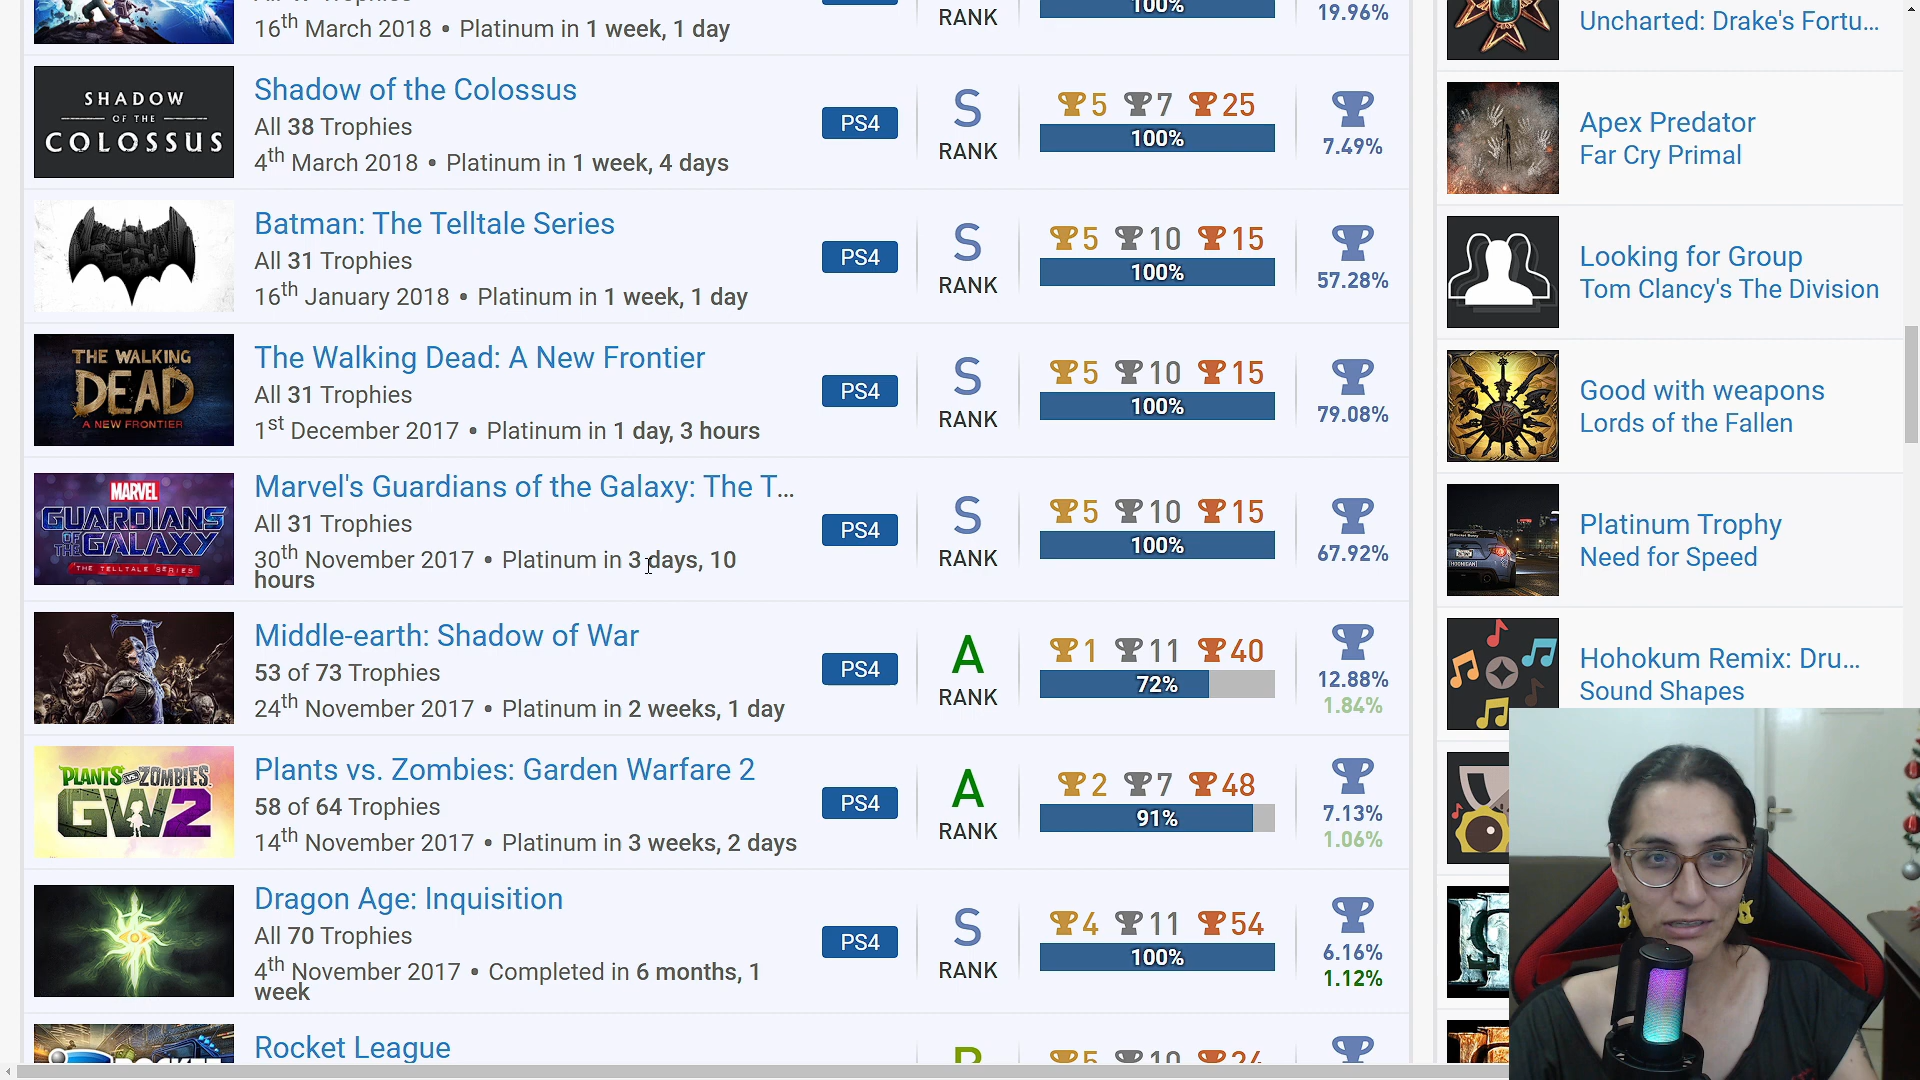 16th March 2018 • Platinum in 1 week, 1 day
RANK
100%
19.96%
SHADOW
OF THE
COLOSSUS
Shadow of the Colossus
All 38 Trophies
4th March 2018 • Platinum in 1 week, 4 days
PS4
S
RANK
5 7 25
100%
7.49%
Batman: The Telltale Series
All 31 Trophies
16th January 2018 • Platinum in 1 week, 1 day
PS4
S
RANK
5 10 15
100%
57.28%
THE WALKING
DEAD
A NEW FRONTIER
The Walking Dead: A New Frontier
All 31 Trophies
1st December 2017 • Platinum in 1 day, 3 hours
PS4
S
RANK
5 10 15
100%
79.08%
MARVEL
GUARDIANS
OF THE GALAXY
THE TELLTALE SERIES
Marvel's Guardians of the Galaxy: The T...
All 31 Trophies
30th November 2017 • Platinum in 3 days, 10
hours
PS4
S
RANK
5 10 15
100%
67.92%
Middle-earth: Shadow of War
53 of 73 Trophies
24th November 2017 • Platinum in 2 weeks, 1 day
PS4
A
RANK
1 11 40
72%
12.88%
1.84%
PLANTS VS ZOMBIES
GW2
Plants vs. Zombies: Garden Warfare 2
58 of 64 Trophies
14th November 2017 • Platinum in 3 weeks, 2 days
PS4
A
RANK
2 7 48
91%
7.13%
1.06%
Dragon Age: Inquisition
All 70 Trophies
4th November 2017 • Completed in 6 months, 1
week
PS4
S
RANK
4 11 54
100%
6.16%
1.12%
Rocket League
5 10 24
Uncharted: Drake's Fortu...
Apex Predator
Far Cry Primal
Looking for Group
Tom Clancy's The Division
Good with weapons
Lords of the Fallen
Platinum Trophy
Need for Speed
Hohokum Remix: Dru...
Sound Shapes